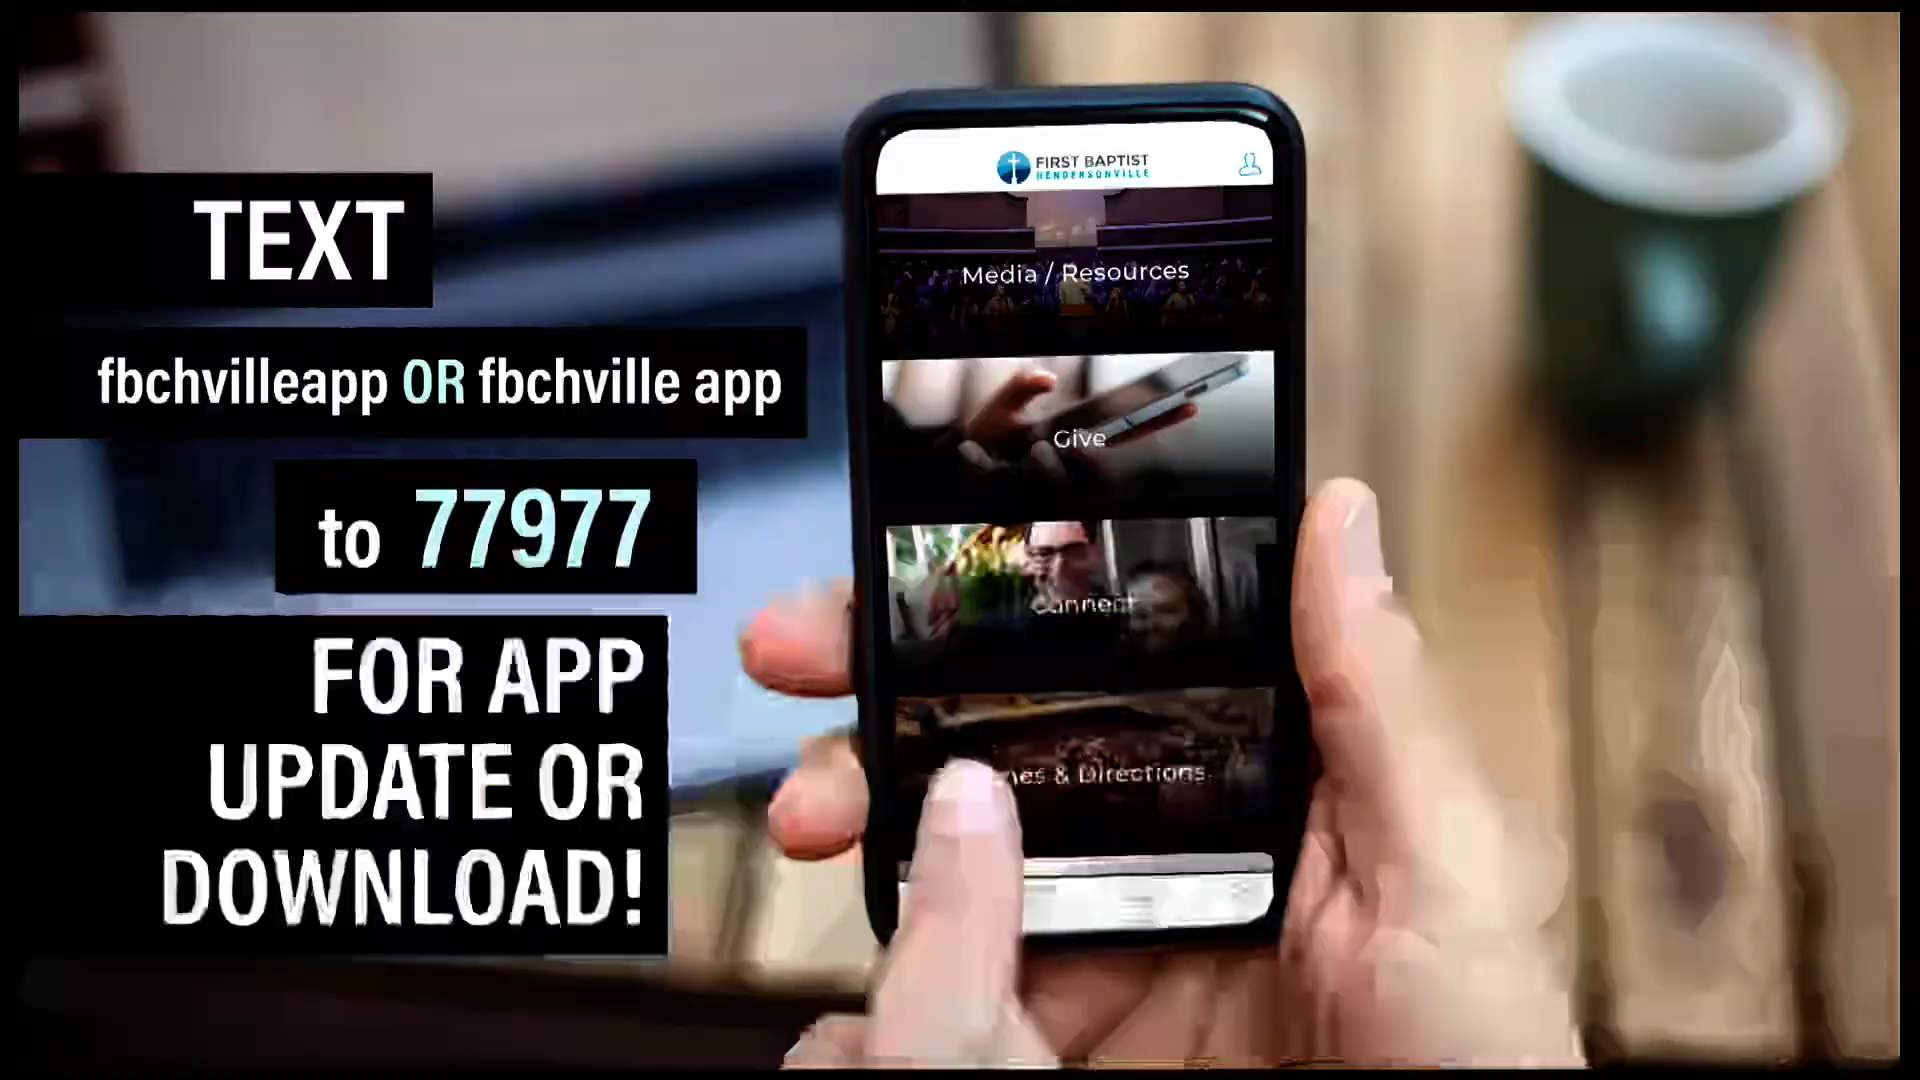 TEXT
fbchvilleapp OR fbchville app
to 77977
FOR APP
UPDATE OR
DOWNLOAD!
FIRST BAPTIST
HENDERSONVILLE
Media / Resources
Give
Connect
& Directions